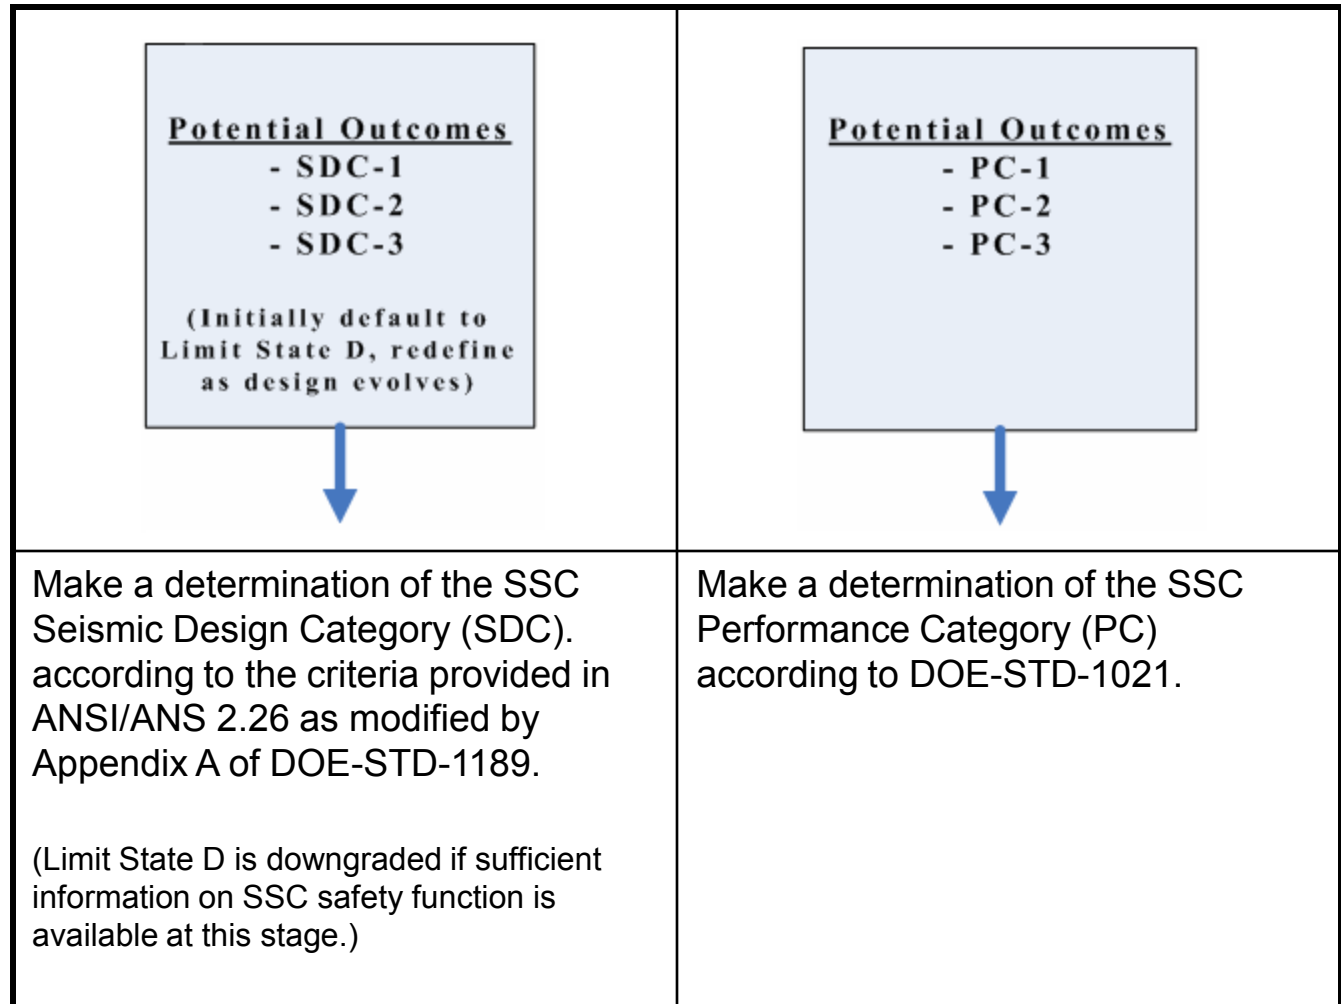 Potential Outcomes
- SDC-1
- SDC-2
- SDC-3
(Initially default to
Limit State D, redefine
as design evolves)
Potential Outcomes
- PC-1
- PC-2
- PC-3
Make a determination of the SSC
Seismic Design Category (SDC).
according to the criteria provided in
ANSI/ANS 2.26 as modified by
Appendix A of DOE-STD-1189.
(Limit State D is downgraded if sufficient
information on SSC safety function is
available at this stage.)
Make a determination of the SSC
Performance Category (PC)
according to DOE-STD-1021.